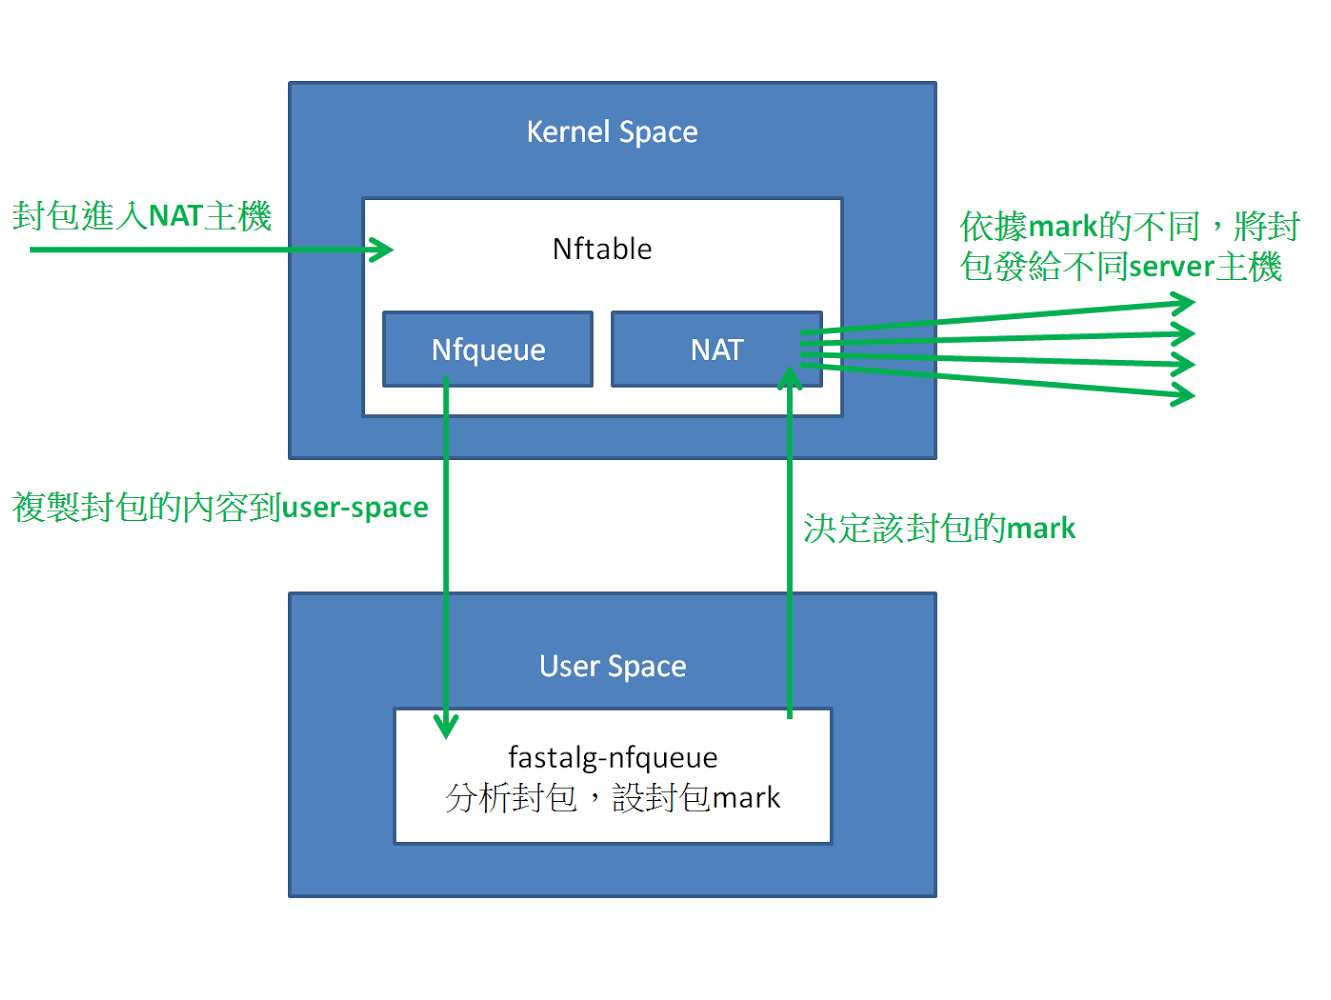 Kernel Space
封包進入NAT主機
Nftable
依據mark的不同，將封
包發給不同server主機
Nfqueue
NAT
複製封包的內容到user-space
決定該封包的mark
User Space
fastalg-nfqueue
分析封包，設封包mark